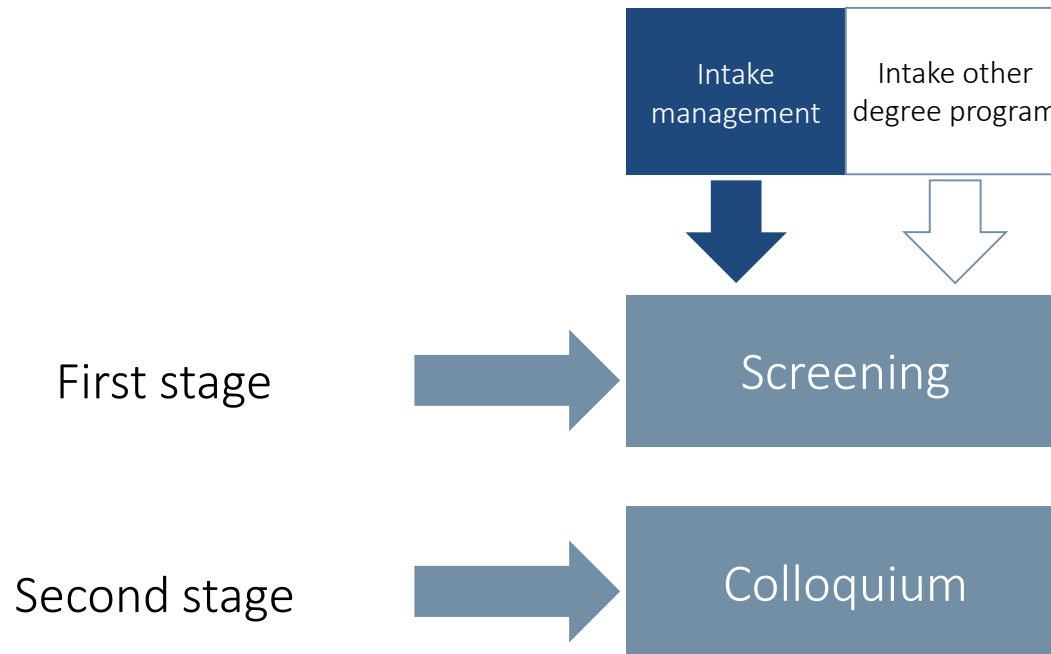 Intake
management
Intake other
degree program
First stage
Screening
Second stage
Colloquium